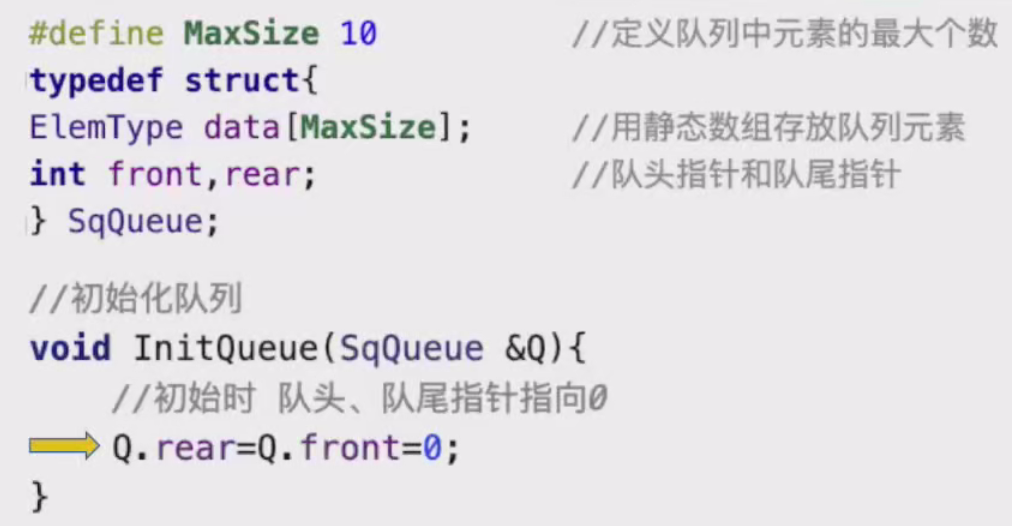 #define MaxSize 10 //定义队列中元素的最大个数
typedef struct{
ElemType data[MaxSize]; //用静态数组存放队列元素
int front,rear; //队头指针和队尾指针
} SqQueue;
//初始化队列
void InitQueue(SqQueue &Q){
//初始时 队头、队尾指针指向0
Q.rear=Q.front=0;
}